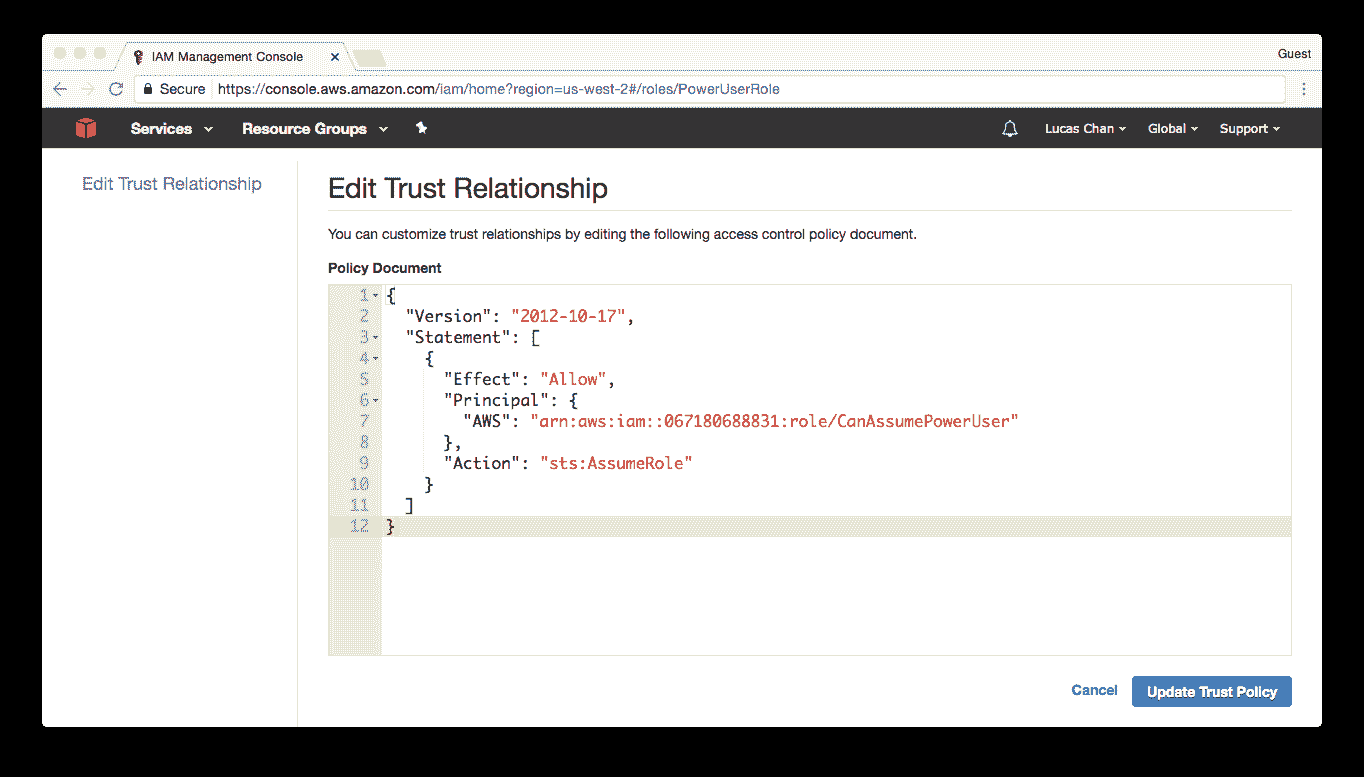 IAM Management Console
Guest
Secure https://console.aws.amazon.com/iam/home?region=us-west-2#/roles/PowerUserRole
Services Resource Groups Lucas Chan Global Support
Edit Trust Relationship
Edit Trust Relationship
You can customize trust relationships by editing the following access control policy document.
Policy Document
1 {
2 "Version": "2012-10-17",
3 "Statement": [
4 {
5 "Effect": "Allow",
6 "Principal": {
7 "AWS": "arn:aws:iam::067180688831:role/CanAssumePowerUser"
8 },
9 "Action": "sts:AssumeRole"
10 }
11 ]
12 }
Cancel Update Trust Policy